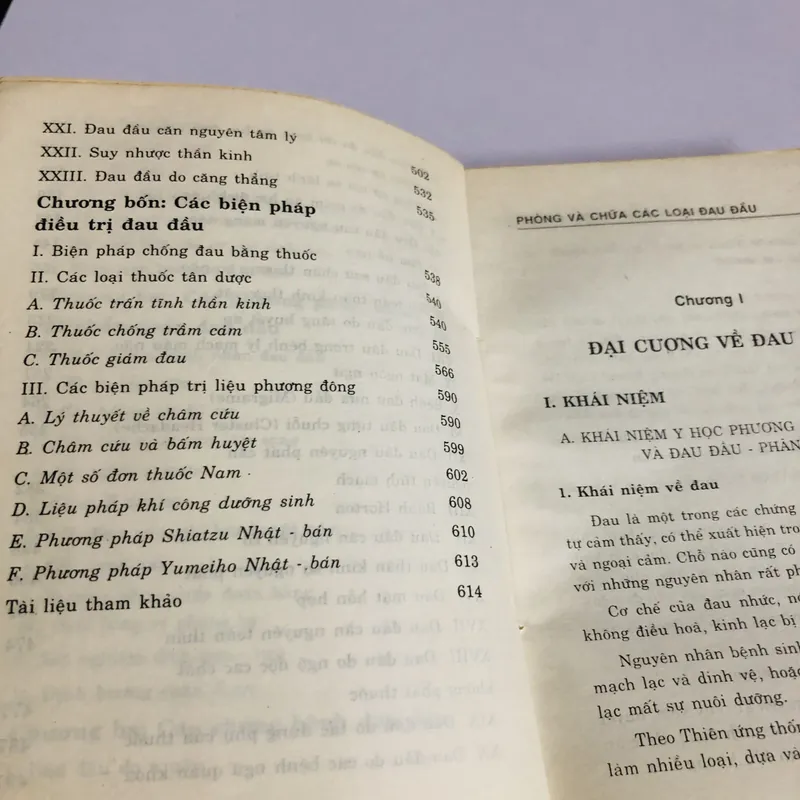 XXI. Đau đầu căn nguyên tâm lý
XXII. Suy nhược thần kinh 502
XXIII. Đau đầu do căng thẳng 532
Chương bốn: Các biện pháp 535
điều trị đau đầu
I. Biện pháp chống đau bằng thuốc
II. Các loại thuốc tân dược 538
A. Thuốc trấn tĩnh thần kinh 540
B. Thuốc chống trầm cảm 540
C. Thuốc giảm đau 555
III. Các biện pháp trị liệu phương đông 566
A. Lý thuyết về châm cứu 590
B. Châm cứu và bấm huyệt 590
C. Một số đơn thuốc Nam 599
D. Liệu pháp khí công dưỡng sinh 602
E. Phương pháp Shiatzu Nhật - bản 608
F. Phương pháp Yumeiho Nhật - bản 610
Tài liệu tham khảo 613
614
PHÒNG VÀ CHỮA CÁC LOẠI ĐAU ĐẦU
Chương I
ĐẠI CƯƠNG VỀ ĐAU
I. KHÁI NIỆM
A. KHÁI NIỆM Y HỌC PHƯƠNG
VÀ ĐAU ĐẦU - PHÂN
1. Khái niệm về đau
Đau là một trong các chứng
tự cảm thấy, có thể xuất hiện tro
và ngoại cảm. Chỗ nào cũng có
với những nguyên nhân rất ph
Cơ chế của đau nhức, nó
không điều hoà, kinh lạc bị
Nguyên nhân bệnh sinh
mạch lạc và dinh vệ, hoặc
lạc mất sự nuôi dưỡng.
Theo Thiên ứng thốn
làm nhiều loại, dựa và